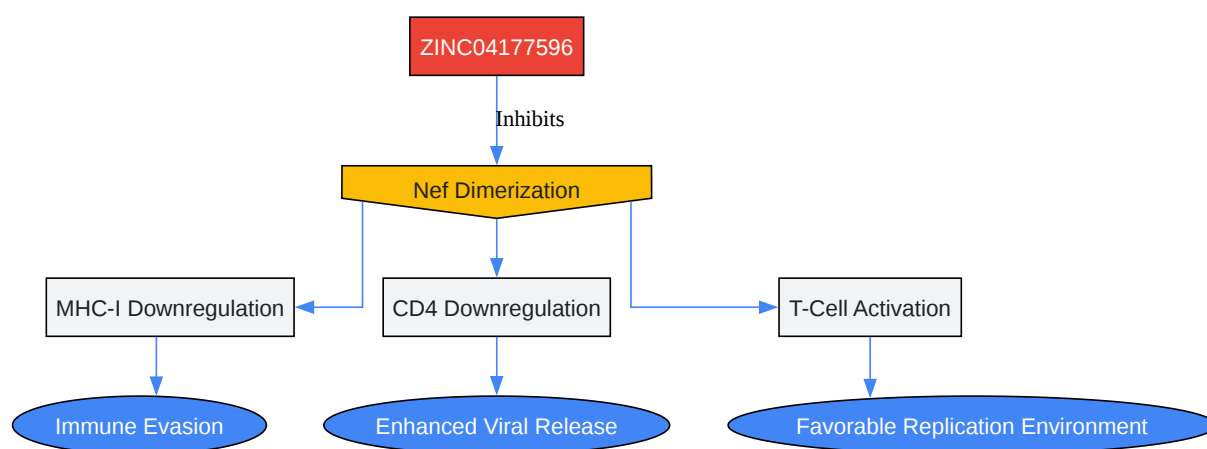 ZINC04177596
Inhibits
Nef Dimerization
MHC-I Downregulation
CD4 Downregulation
T-Cell Activation
Immune Evasion
Enhanced Viral Release
Favorable Replication Environment